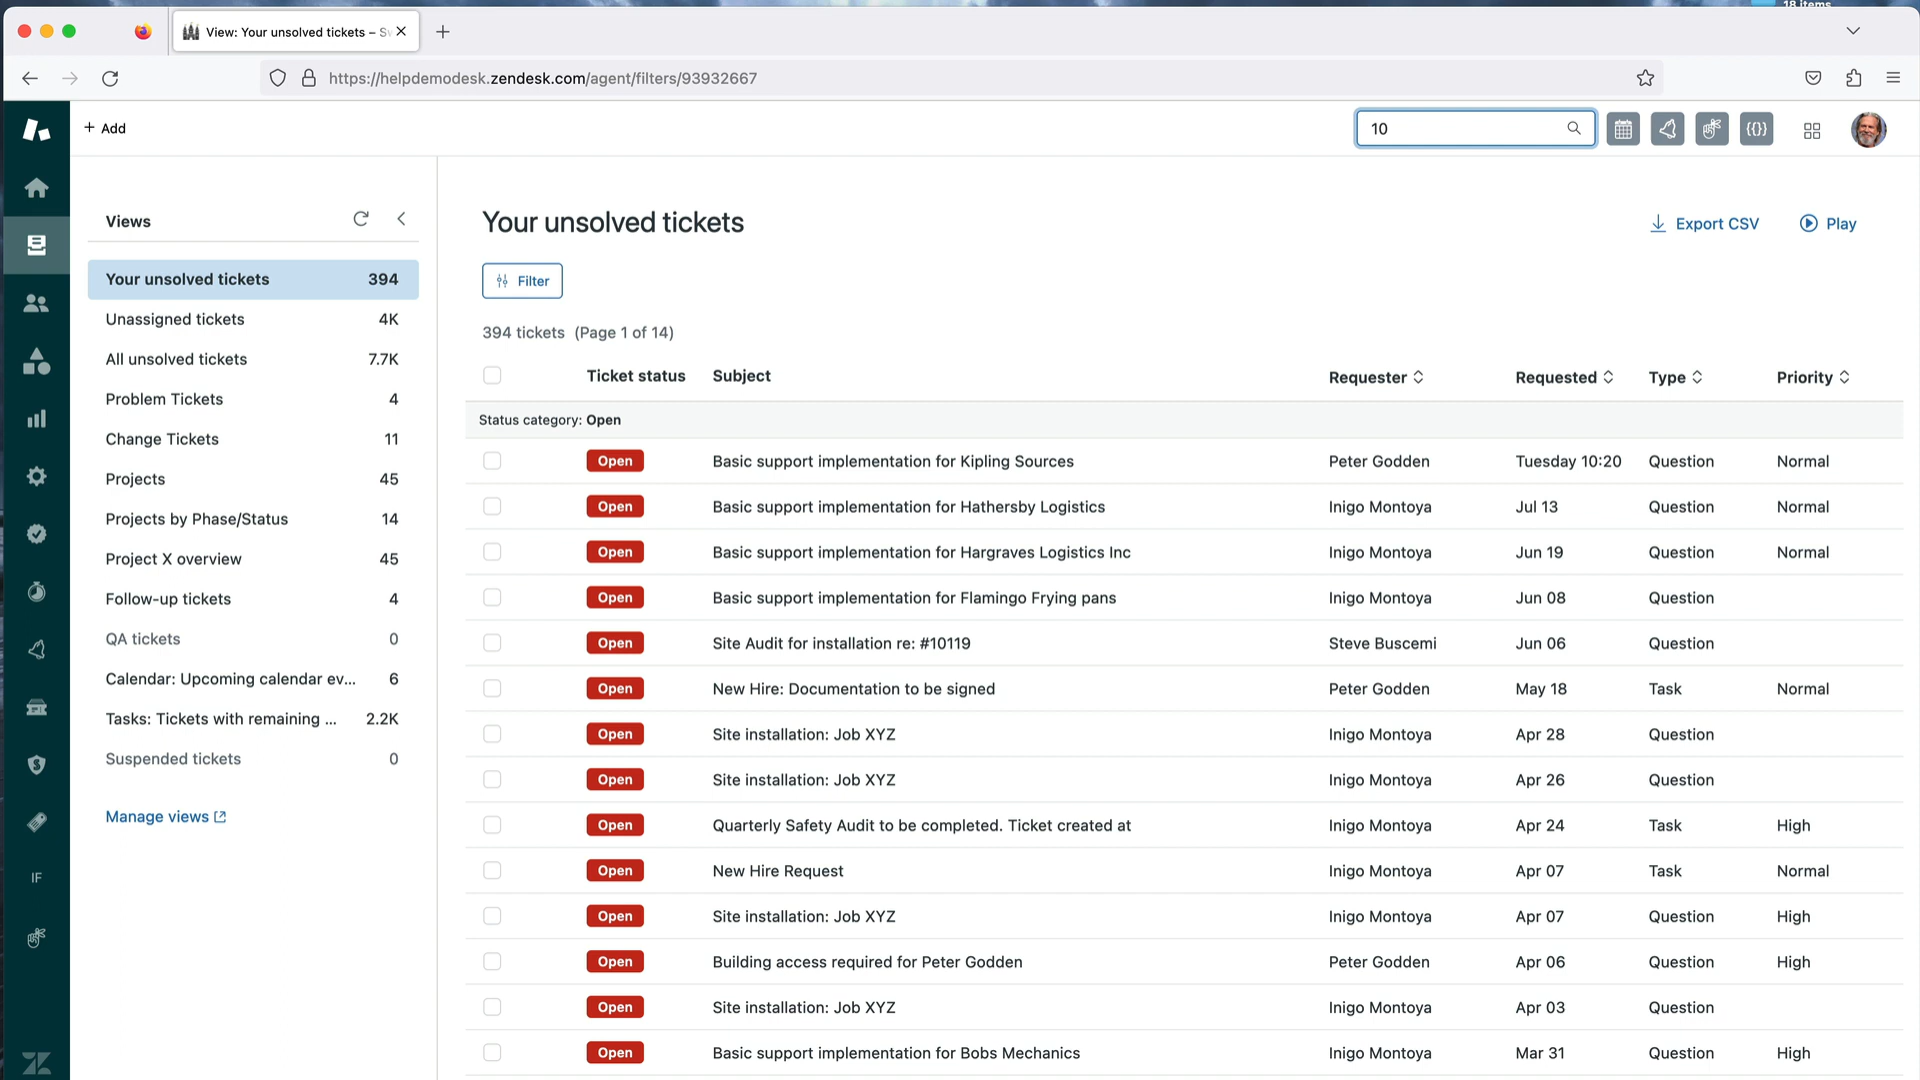 18 items
View: Your unsolved tickets – Sv
https://helpdemodesk.zendesk.com/agent/filters/93932667
+ Add
10
Views
Your unsolved tickets 394
Unassigned tickets 4K
All unsolved tickets 7.7K
Problem Tickets 4
Change Tickets 11
Projects 45
Projects by Phase/Status 14
Project X overview 45
Follow-up tickets 4
QA tickets 0
Calendar: Upcoming calendar ev... 6
Tasks: Tickets with remaining ... 2.2K
Suspended tickets 0
Manage views
IF
Your unsolved tickets
Export CSV
Play
Filter
394 tickets (Page 1 of 14)
Ticket status Subject Requester Requested Type Priority
Status category: Open
Open Basic support implementation for Kipling Sources Peter Godden Tuesday 10:20 Question Normal
Open Basic support implementation for Hathersby Logistics Inigo Montoya Jul 13 Question Normal
Open Basic support implementation for Hargraves Logistics Inc Inigo Montoya Jun 19 Question Normal
Open Basic support implementation for Flamingo Frying pans Inigo Montoya Jun 08 Question
Open Site Audit for installation re: #10119 Steve Buscemi Jun 06 Question
Open New Hire: Documentation to be signed Peter Godden May 18 Task Normal
Open Site installation: Job XYZ Inigo Montoya Apr 28 Question
Open Site installation: Job XYZ Inigo Montoya Apr 26 Question
Open Quarterly Safety Audit to be completed. Ticket created at Inigo Montoya Apr 24 Task High
Open New Hire Request Inigo Montoya Apr 07 Task Normal
Open Site installation: Job XYZ Inigo Montoya Apr 07 Question High
Open Building access required for Peter Godden Peter Godden Apr 06 Question High
Open Site installation: Job XYZ Inigo Montoya Apr 03 Question
Open Basic support implementation for Bobs Mechanics Inigo Montoya Mar 31 Question High